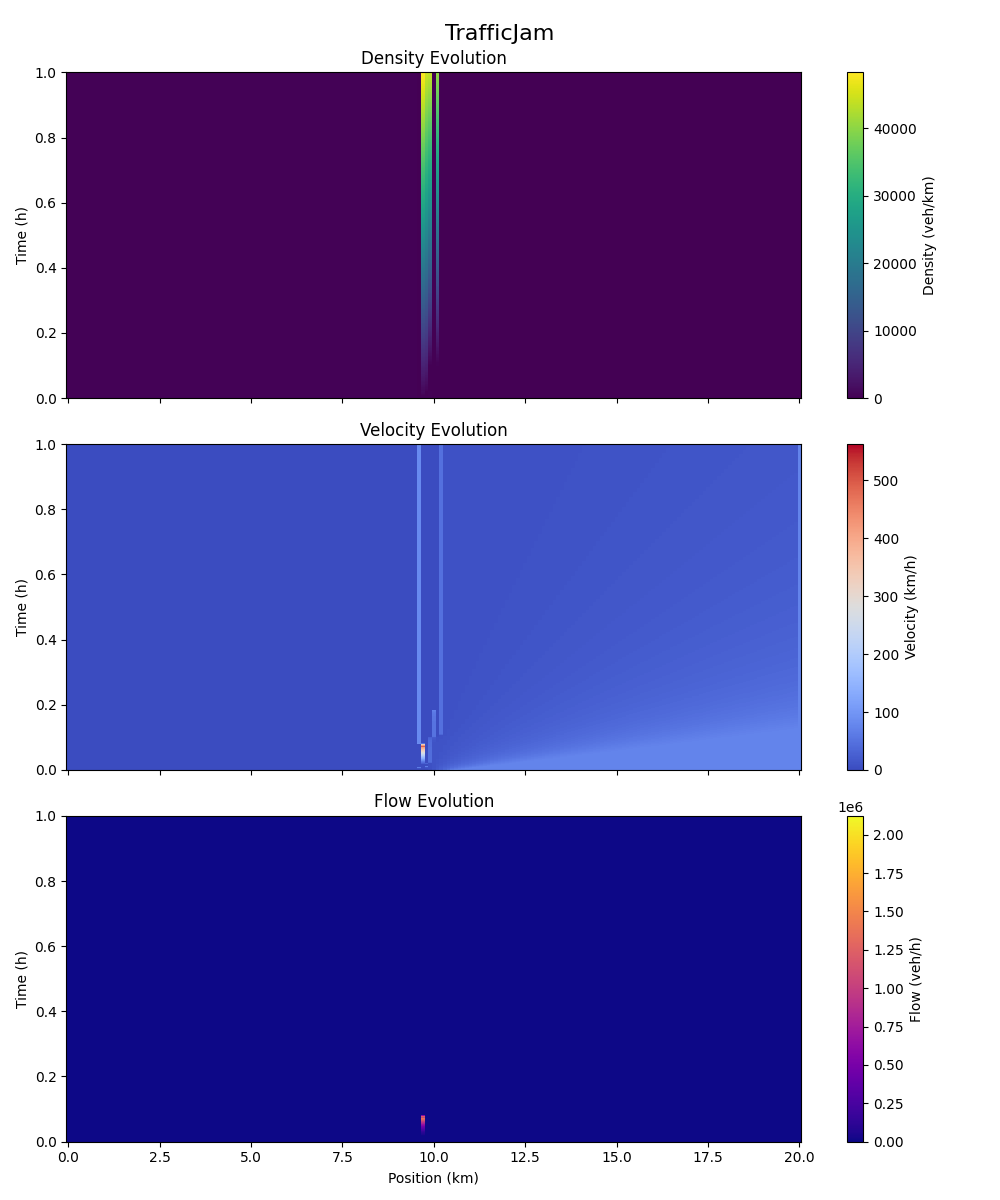 TrafficJam
Density Evolution
1.0
0.8
0.6
0.4
0.2
0.0
Time (h)
40000
30000
20000
10000
0
Density (veh/km)
Velocity Evolution
1.0
0.8
0.6
0.4
0.2
0.0
Time (h)
500
400
300
200
100
0
Velocity (km/h)
Flow Evolution
1.0
0.8
0.6
0.4
0.2
0.0
Time (h)
1e6
2.00
1.75
1.50
1.25
1.00
0.75
0.50
0.25
0.00
Flow (veh/h)
0.0 2.5 5.0 7.5 10.0 12.5 15.0 17.5 20.0
Position (km)